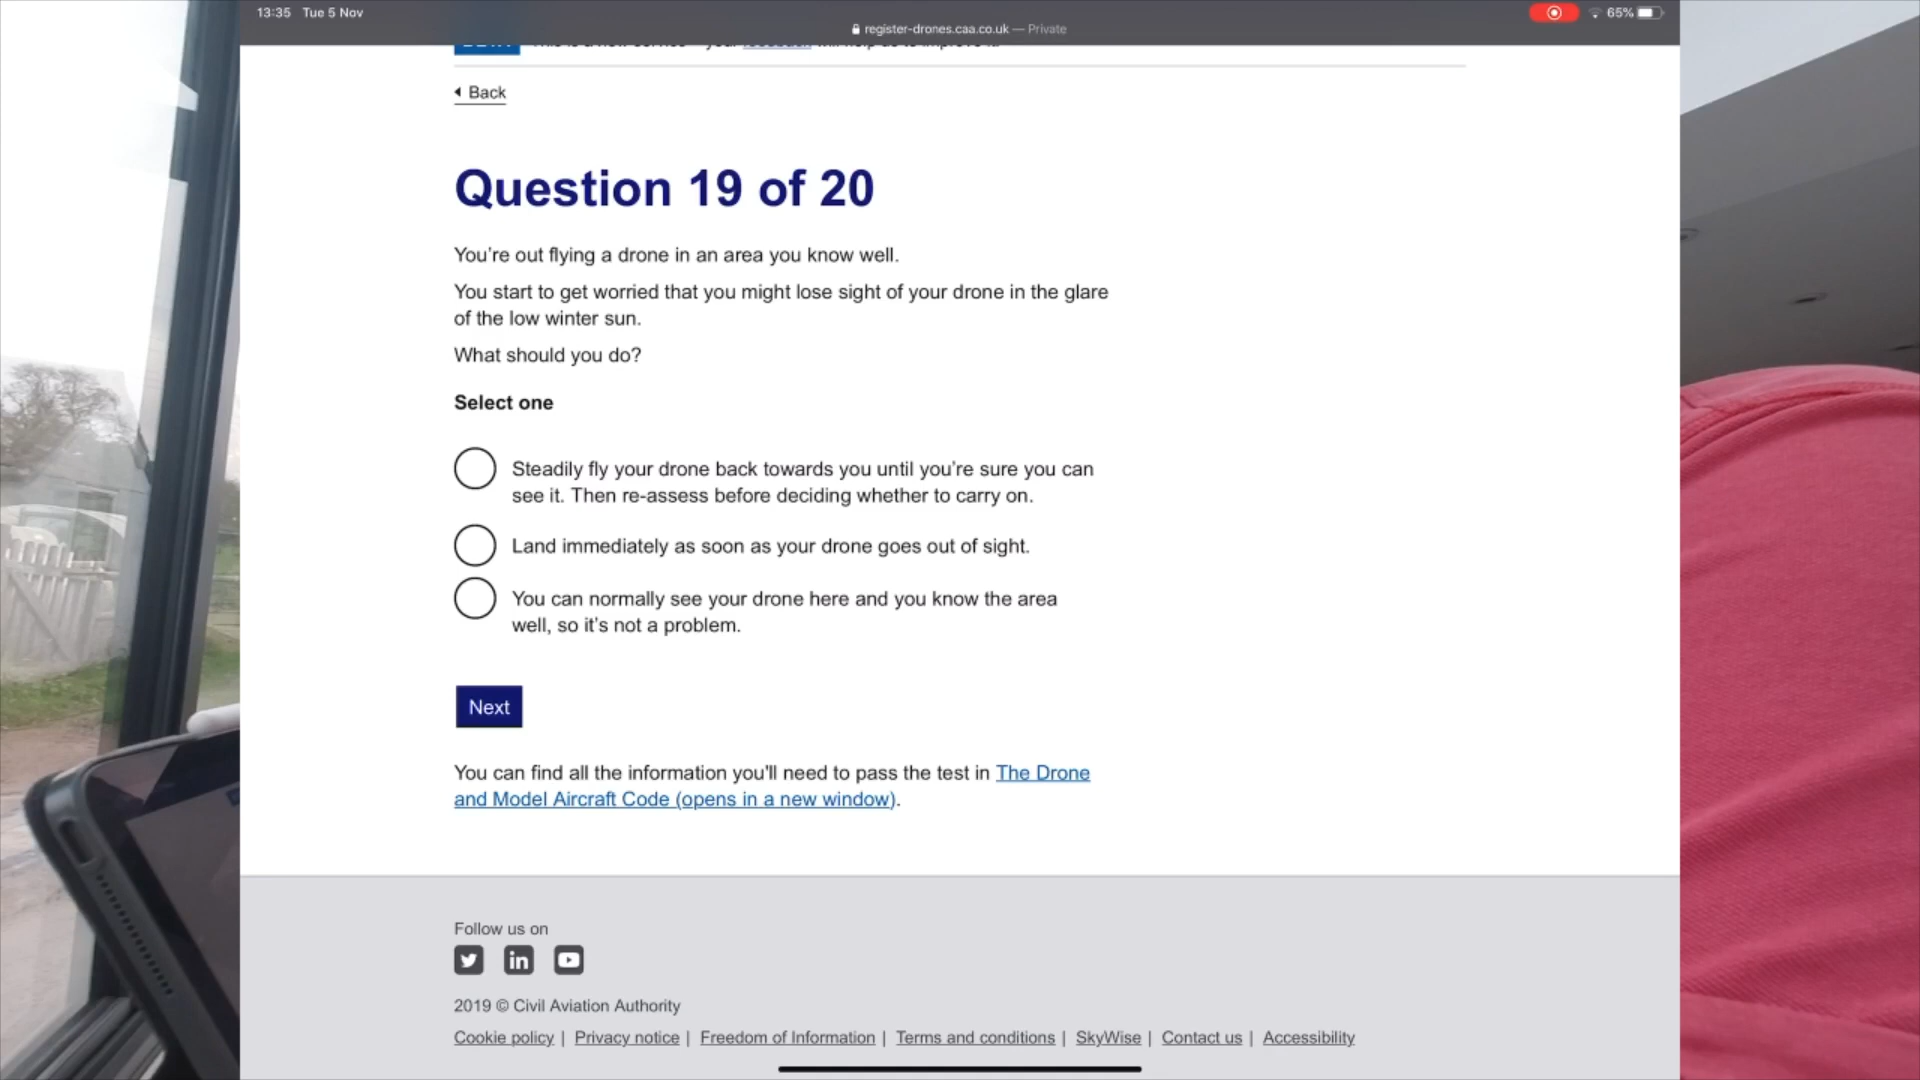 13:35 Tue 5 Nov
65%
register-drones.caa.co.uk — Private
Back
Question 19 of 20
You're out flying a drone in an area you know well.
You start to get worried that you might lose sight of your drone in the glare
of the low winter sun.
What should you do?
Select one
Steadily fly your drone back towards you until you're sure you can
see it. Then re-assess before deciding whether to carry on.
Land immediately as soon as your drone goes out of sight.
You can normally see your drone here and you know the area
well, so it's not a problem.
Next
You can find all the information you'll need to pass the test in The Drone
and Model Aircraft Code (opens in a new window).
Follow us on
in
2019 © Civil Aviation Authority
Cookie policy | Privacy notice | Freedom of Information | Terms and conditions | SkyWise | Contact us | Accessibility